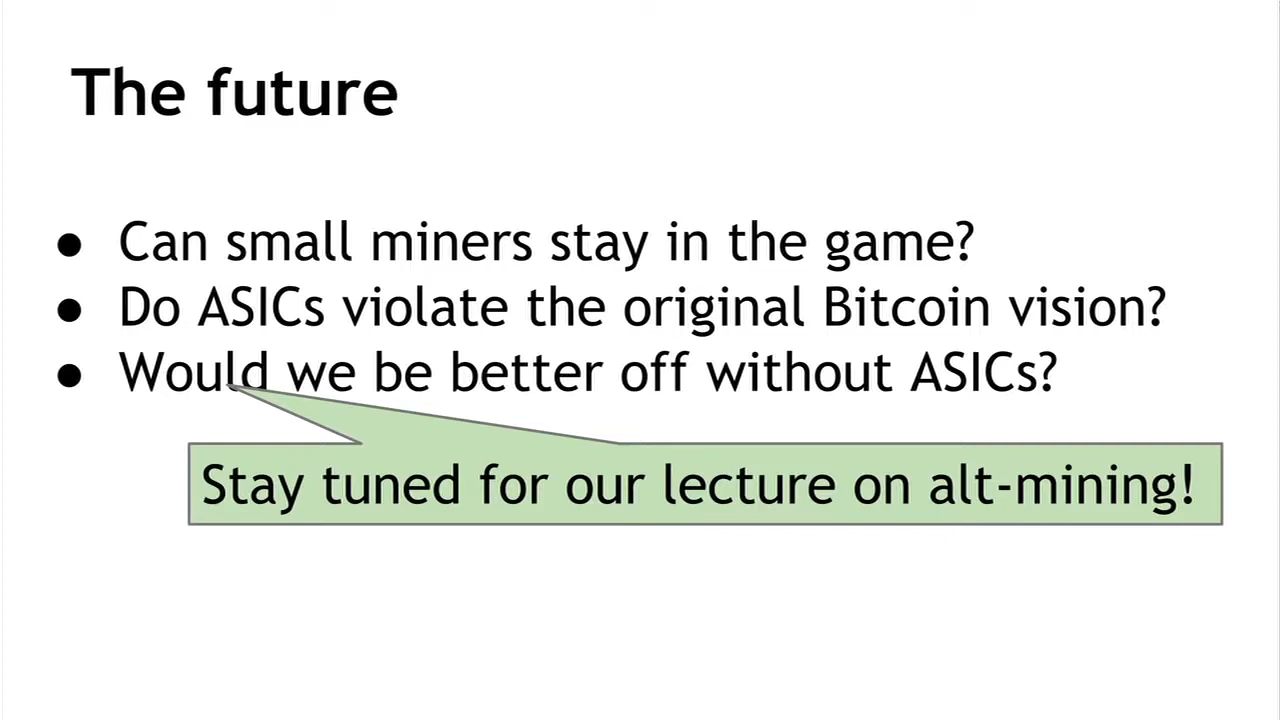 The future
● Can small miners stay in the game?
● Do ASICs violate the original Bitcoin vision?
● Would we be better off without ASICs?
Stay tuned for our lecture on alt-mining!